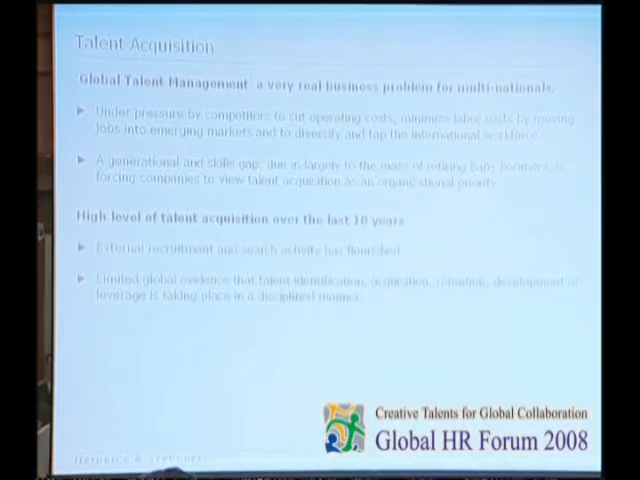 Talent Acquisition
Global Talent Management a very real business problem for multi-nationals.
Under pressure by competitors to cut operating costs, minimize labor costs by moving
jobs into emerging markets and to diversify and tap the international workforce.
A generational and skills gap, due in largely to the mass of retiring baby boomers, is
forcing companies to view talent acquisition as an organizational priority.
High level of talent acquisition over the last 10 years
External recruitment and search activity has flourished
Limited global evidence that talent identification, acquisition, retention, development or
leverage is taking place in a disciplined manner
Creative Talents for Global Collaboration
Global HR Forum 2008
HEIDRICK & STRUGGLES